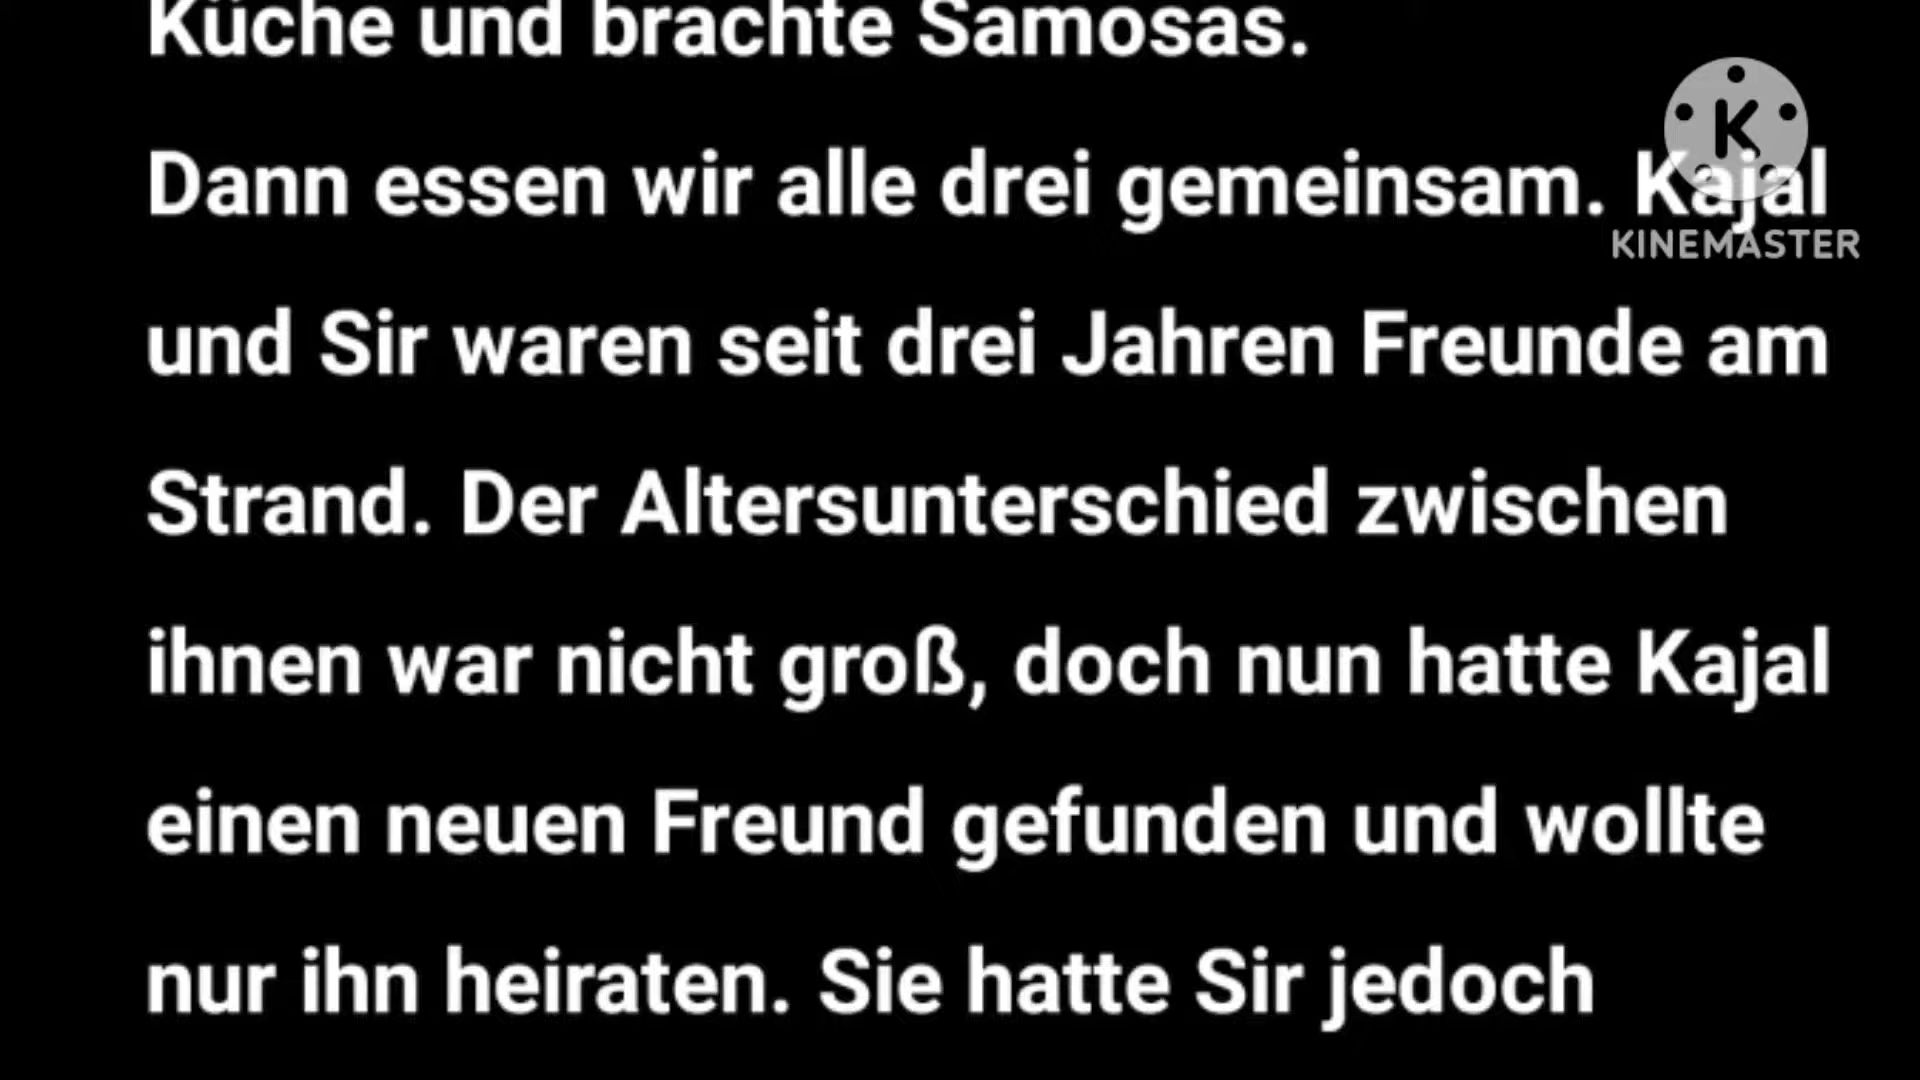 Küche und brachte Samosas.
Dann essen wir alle drei gemeinsam. Kajal
KINEMASTER
und Sir waren seit drei Jahren Freunde am
Strand. Der Altersunterschied zwischen
ihnen war nicht groß, doch nun hatte Kajal
einen neuen Freund gefunden und wollte
nur ihn heiraten. Sie hatte Sir jedoch